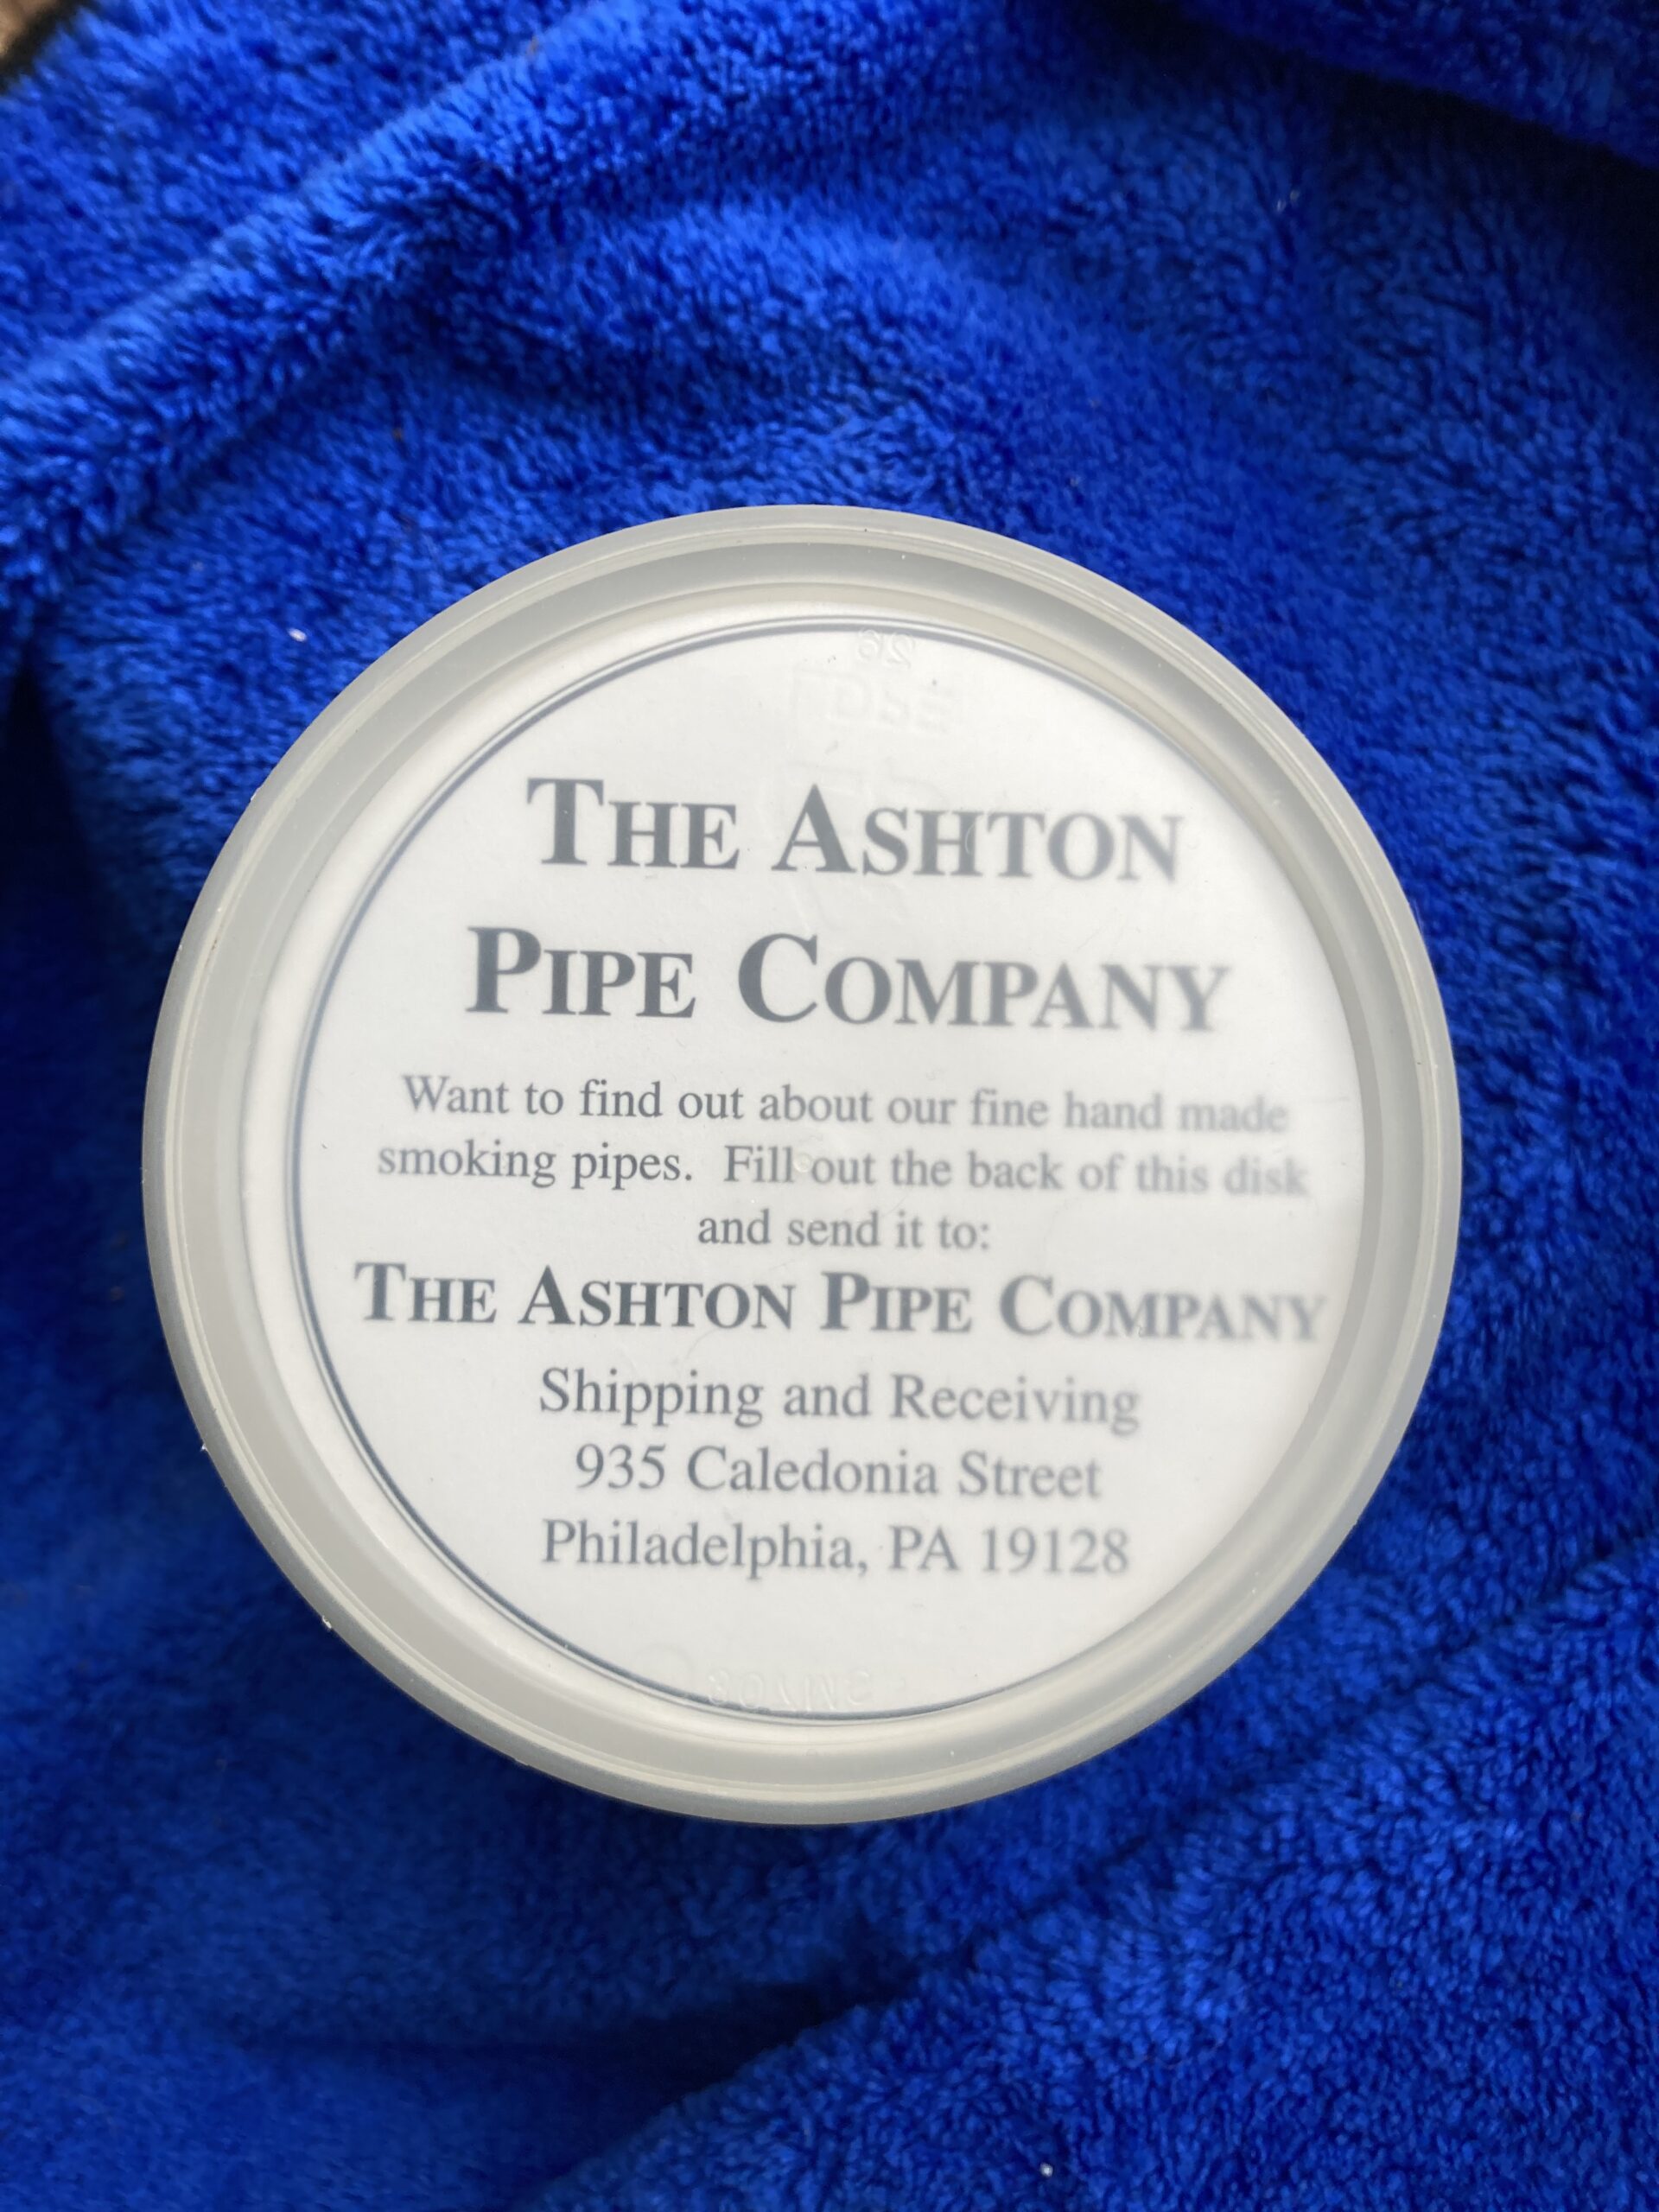 THE ASHTON
PIPE COMPANY
Want to find out about our fine hand made
smoking pipes. Fill out the back of this disk
and send it to:
THE ASHTON PIPE COMPANY
Shipping and Receiving
935 Caledonia Street
Philadelphia, PA 19128